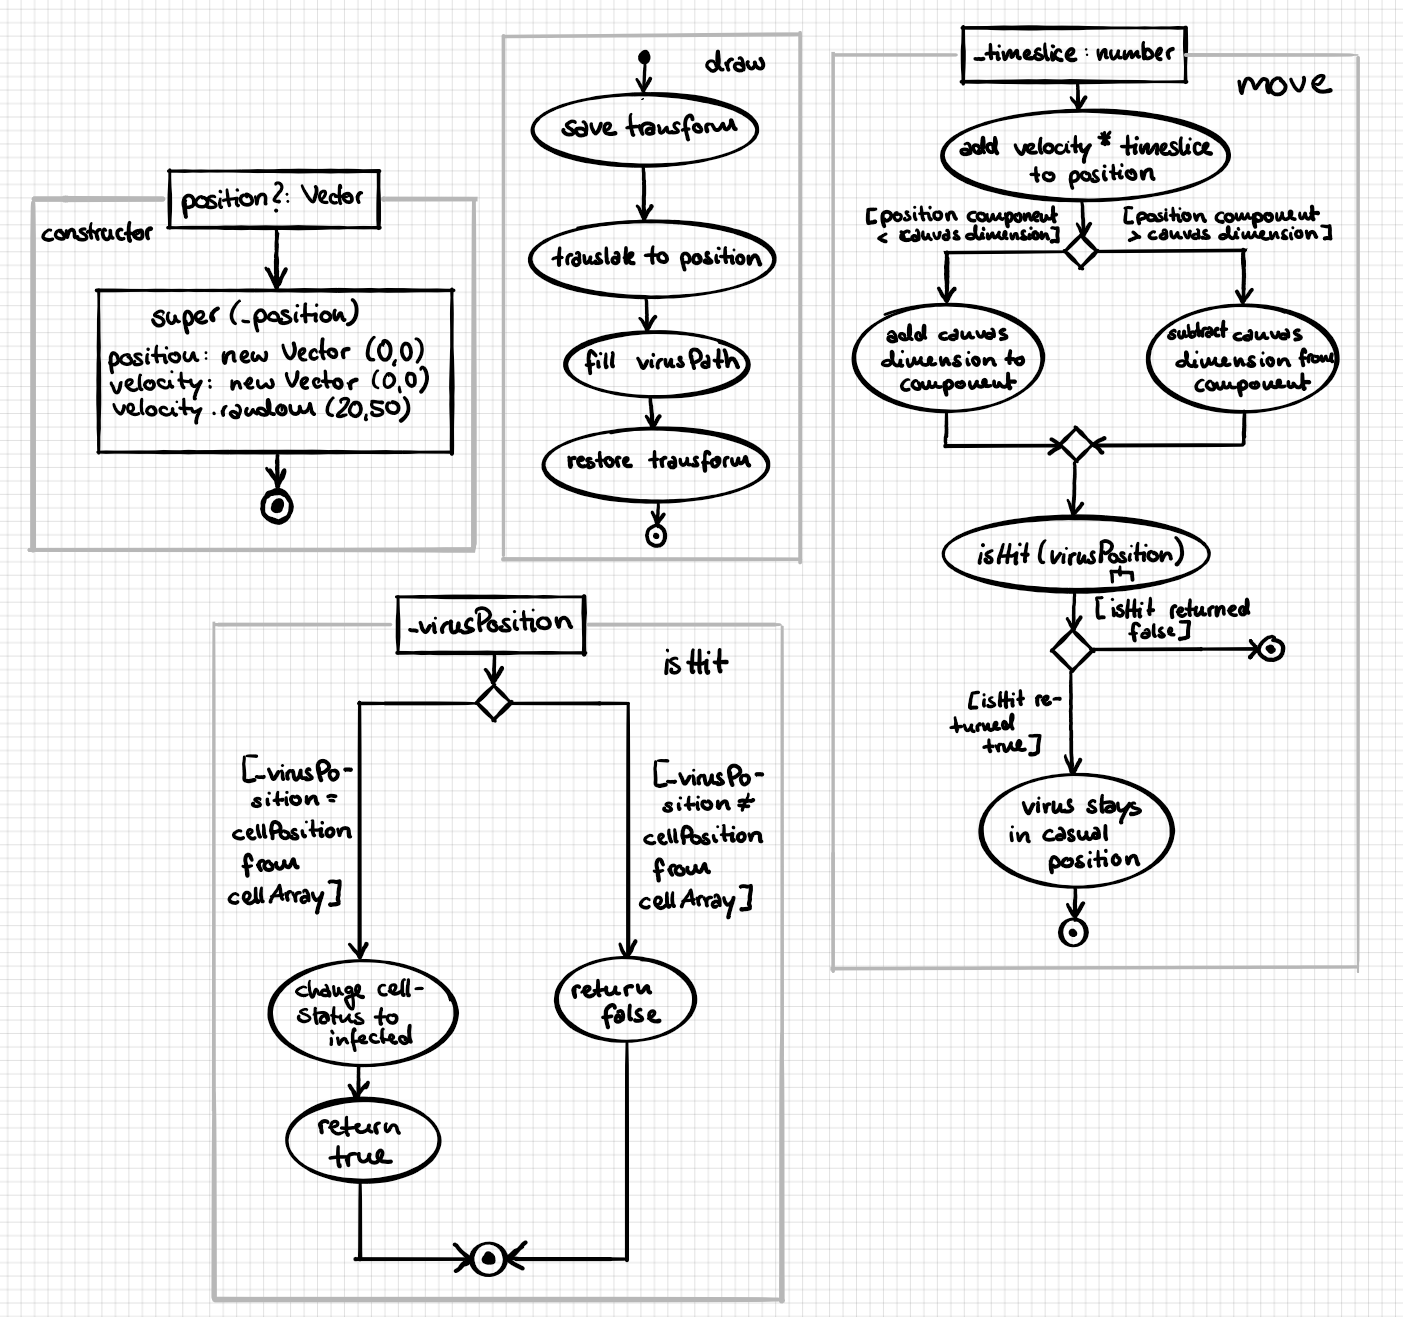 position?: Vector
constructor
super (_position)
position: new Vector (0,0)
velocity: new Vector (0,0)
velocity.random (20,50)
draw
save transform
translate to position
fill virusPath
restore transform
_timeslice: number
move
add velocity * timeslice
to position
[position component
< canvas dimension]
[position component
> canvas dimension]
add canvas
dimension to
component
subtract canvas
dimension from
component
isHit (virusPosition)
[isHit returned
false]
[isHit re-
turned
true]
virus stays
in casual
position
_virusPosition
isHit
[_virusPo-
sition =
cellPosition
from
cellArray]
[_virusPo-
sition ≠
cellPosition
from
cellArray]
change cell-
status to
infected
return
true
return
false